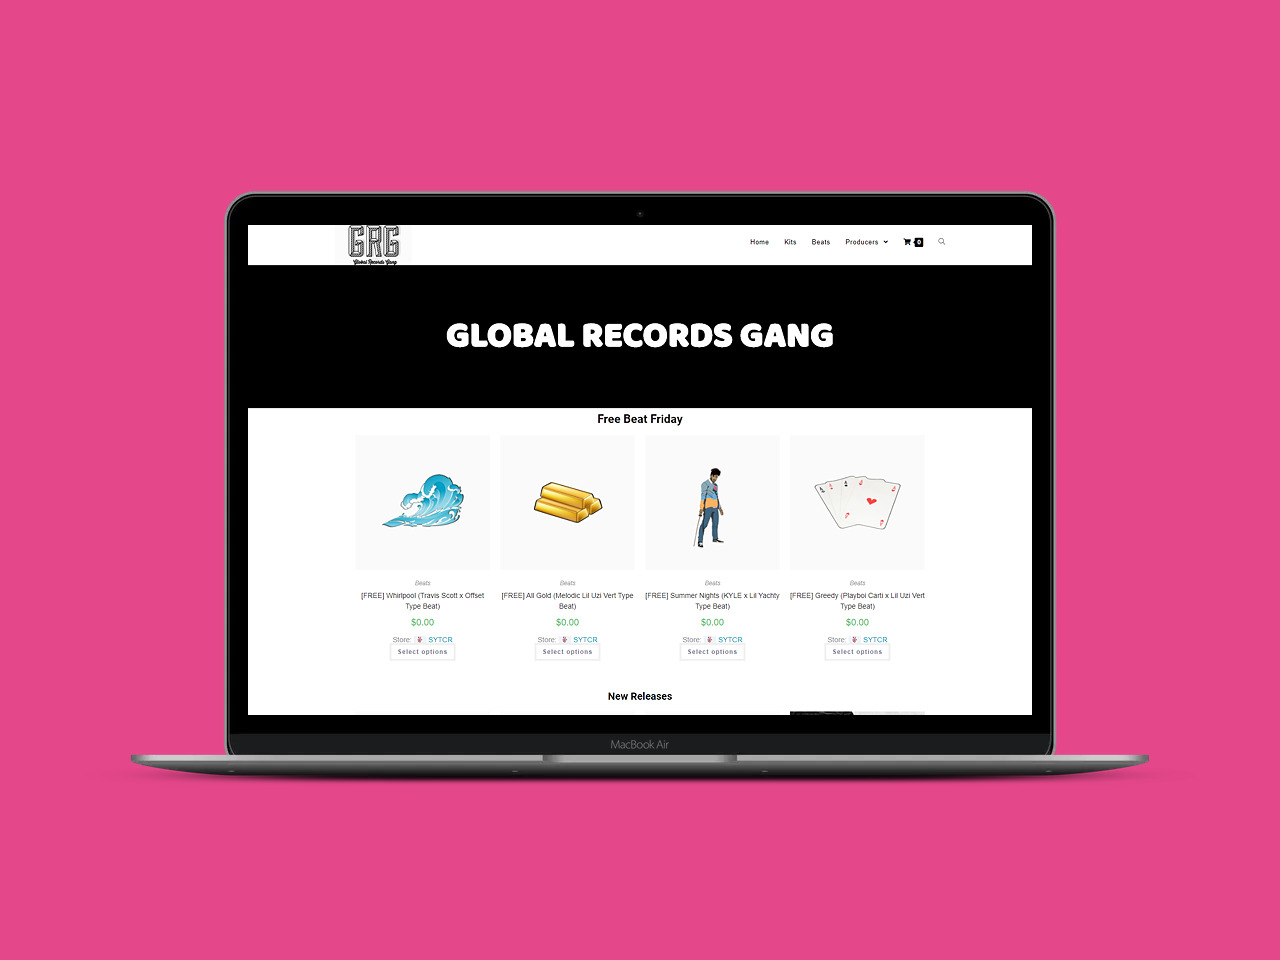 GRG
Global Records Gang
Home Kits Beats Producers 0
GLOBAL RECORDS GANG
Free Beat Friday
Beats
[FREE] Whirlpool (Travis Scott x Offset
Type Beat)
$0.00
Store: SYTCR
Select options
Beats
[FREE] All Gold (Melodic Lil Uzi Vert Type
Beat)
$0.00
Store: SYTCR
Select options
Beats
[FREE] Summer Nights (KYLE x Lil Yachty
Type Beat)
$0.00
Store: SYTCR
Select options
Beats
[FREE] Greedy (Playboi Carti x Lil Uzi Vert
Type Beat)
$0.00
Store: SYTCR
Select options
New Releases
MacBook Air